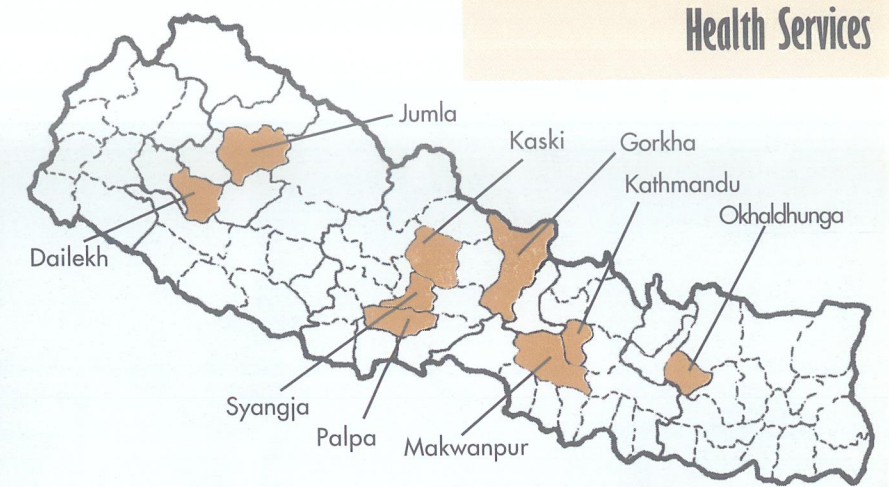 Health Services
Jumla
Kaski
Gorkha
Kathmandu
Okhaldhunga
Dailekh
Syangja
Palpa
Makwanpur